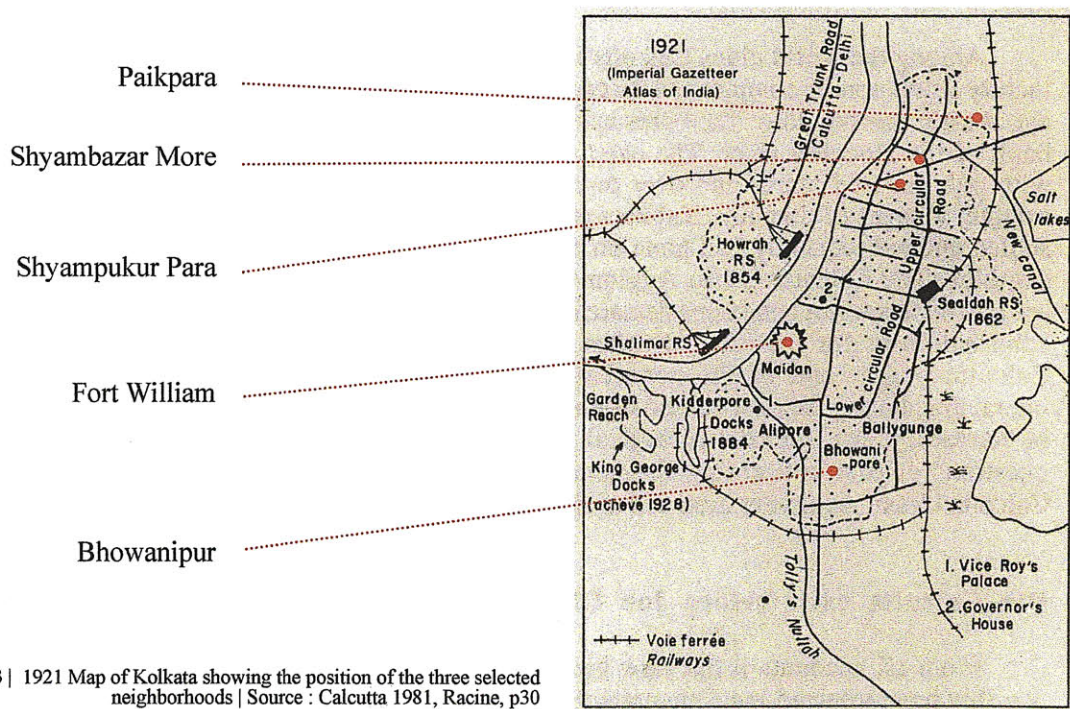 Paikpara
Shyambazar More
Shyampukur Para
Fort William
Bhowanipur
1921
(Imperial Gazetteer
Atlas of India)
Great Trunk Road
Calcutta-Delhi
Upper circular
Road
Salt
lakes
New canal
Howrah
RS
1854
2
Sealdah RS
1862
Shalimar RS
Maidan
Lower circular Road
Garden
Reach
Kidderpore
Docks
1884
1
Alipore
Ballygunge
Bhowani
-pore
King George
Docks
(achevé 1928)
Tolly's Nullah
1. Vice Roy's
Palace
2. Governor's
House
Voie ferrée
Railways
3 | 1921 Map of Kolkata showing the position of the three selected
neighborhoods | Source : Calcutta 1981, Racine, p30